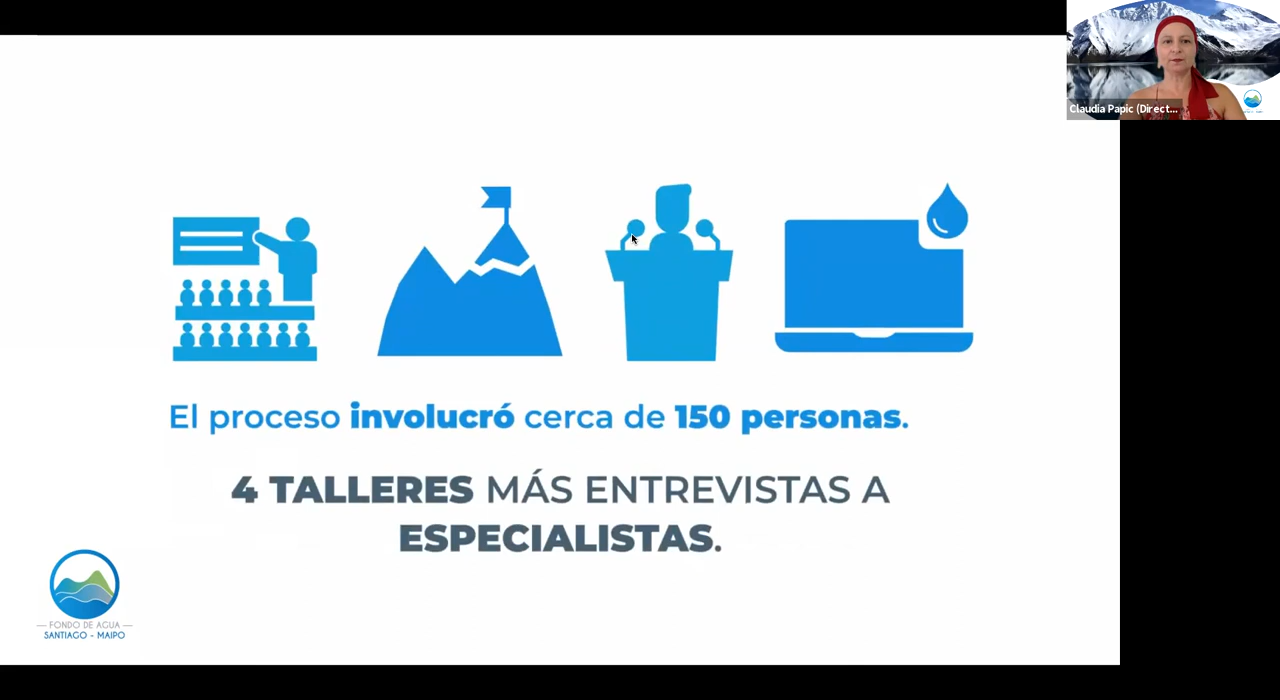 Claudia Papic (Direct...
El proceso involucró cerca de 150 personas.
4 TALLERES MÁS ENTREVISTAS A
ESPECIALISTAS.
FONDO DE AGUA
SANTIAGO - MAIPO